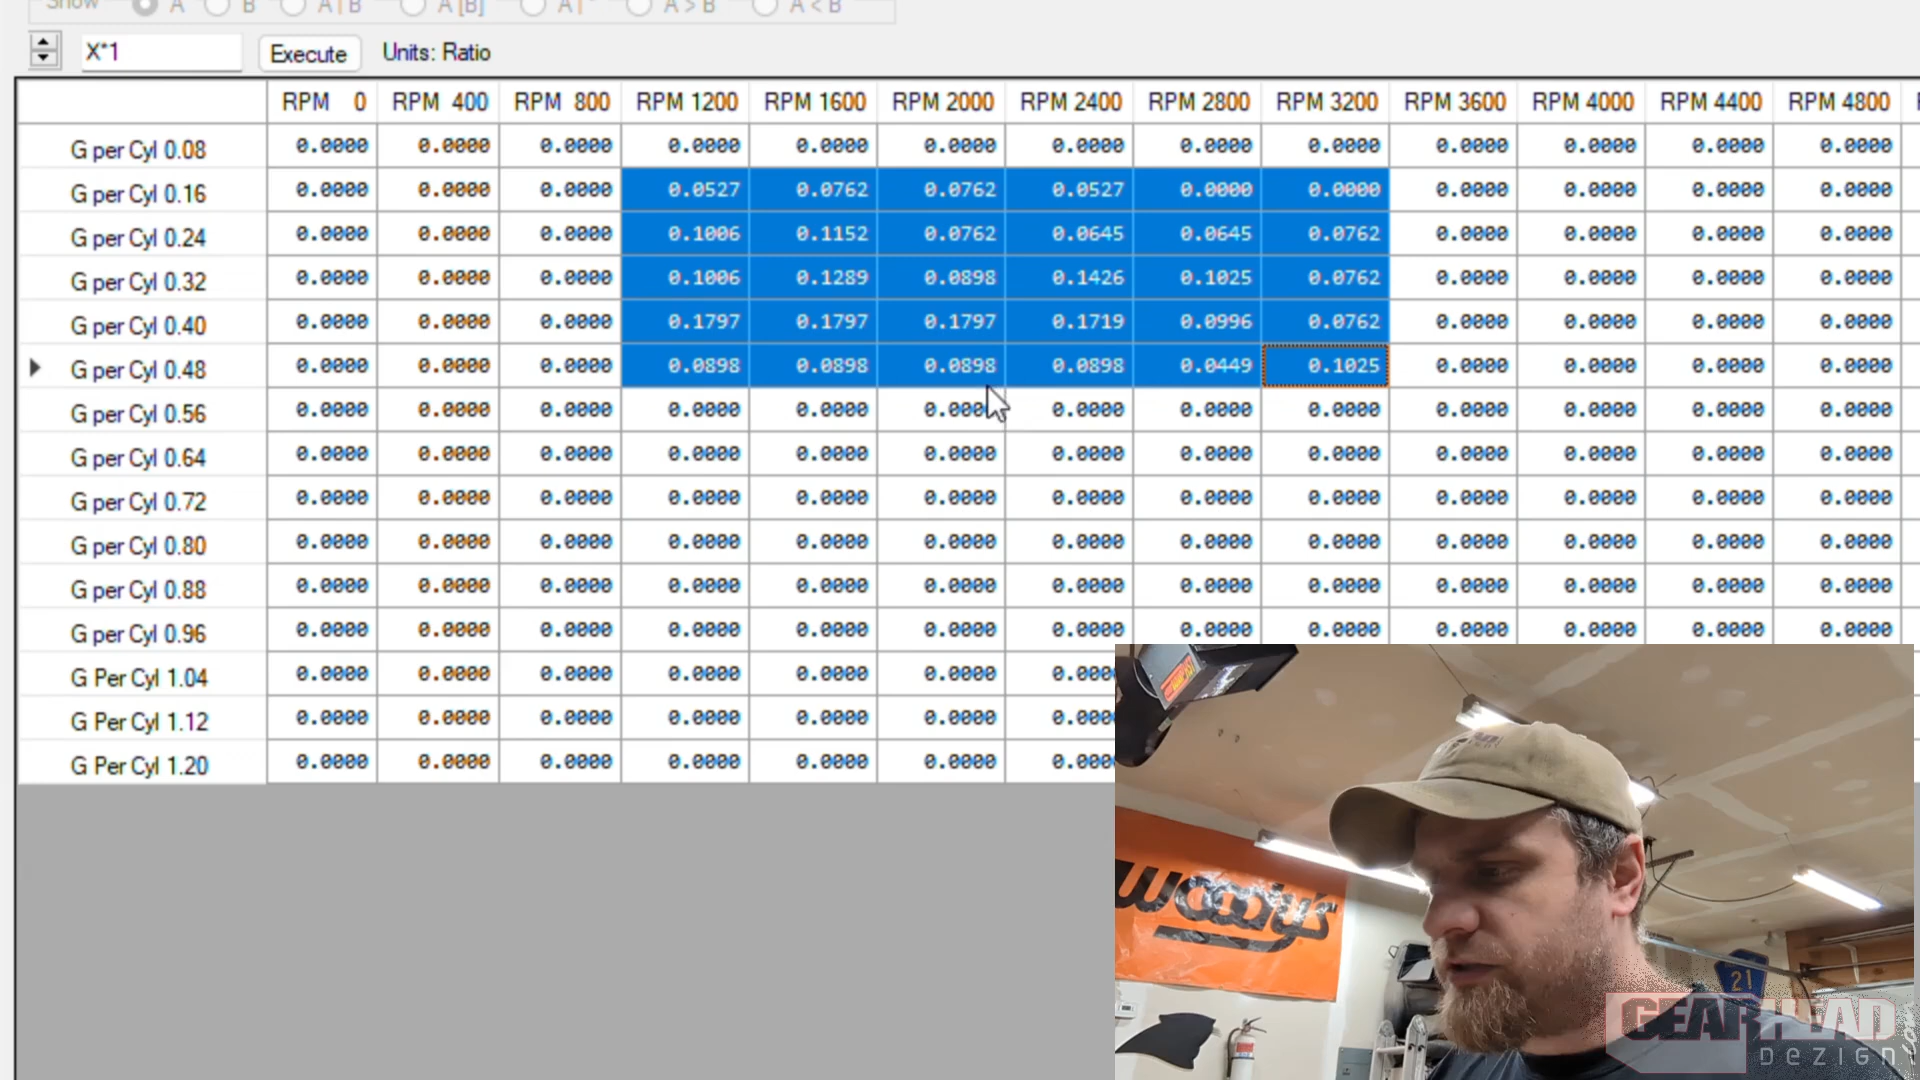 Show A B A | B A [B] A > B A < B
X*1 Execute Units: Ratio
RPM 0 RPM 400 RPM 800 RPM 1200 RPM 1600 RPM 2000 RPM 2400 RPM 2800 RPM 3200 RPM 3600 RPM 4000 RPM 4400 RPM 4800
G per Cyl 0.08 0.0000 0.0000 0.0000 0.0000 0.0000 0.0000 0.0000 0.0000 0.0000 0.0000 0.0000 0.0000 0.0000
G per Cyl 0.16 0.0000 0.0000 0.0000 0.0527 0.0762 0.0762 0.0527 0.0000 0.0000 0.0000 0.0000 0.0000 0.0000
G per Cyl 0.24 0.0000 0.0000 0.0000 0.1006 0.1152 0.0762 0.0645 0.0645 0.0762 0.0000 0.0000 0.0000 0.0000
G per Cyl 0.32 0.0000 0.0000 0.0000 0.1006 0.1289 0.0898 0.1426 0.1025 0.0762 0.0000 0.0000 0.0000 0.0000
G per Cyl 0.40 0.0000 0.0000 0.0000 0.1797 0.1797 0.1797 0.1719 0.0996 0.0762 0.0000 0.0000 0.0000 0.0000
G per Cyl 0.48 0.0000 0.0000 0.0000 0.0898 0.0898 0.0898 0.0898 0.0449 0.1025 0.0000 0.0000 0.0000 0.0000
G per Cyl 0.56 0.0000 0.0000 0.0000 0.0000 0.0000 0.0000 0.0000 0.0000 0.0000 0.0000 0.0000 0.0000 0.0000
G per Cyl 0.64 0.0000 0.0000 0.0000 0.0000 0.0000 0.0000 0.0000 0.0000 0.0000 0.0000 0.0000 0.0000 0.0000
G per Cyl 0.72 0.0000 0.0000 0.0000 0.0000 0.0000 0.0000 0.0000 0.0000 0.0000 0.0000 0.0000 0.0000 0.0000
G per Cyl 0.80 0.0000 0.0000 0.0000 0.0000 0.0000 0.0000 0.0000 0.0000 0.0000 0.0000 0.0000 0.0000 0.0000
G per Cyl 0.88 0.0000 0.0000 0.0000 0.0000 0.0000 0.0000 0.0000 0.0000 0.0000 0.0000 0.0000 0.0000 0.0000
G per Cyl 0.96 0.0000 0.0000 0.0000 0.0000 0.0000 0.0000 0.0000 0.0000 0.0000 0.0000 0.0000 0.0000 0.0000
G Per Cyl 1.04 0.0000 0.0000 0.0000 0.0000 0.0000 0.0000 0.000
G Per Cyl 1.12 0.0000 0.0000 0.0000 0.0000 0.0000 0.0000 0.000
G Per Cyl 1.20 0.0000 0.0000 0.0000 0.0000 0.0000 0.0000 0.000
woody's
21
GEARHEAD
DEZIGN